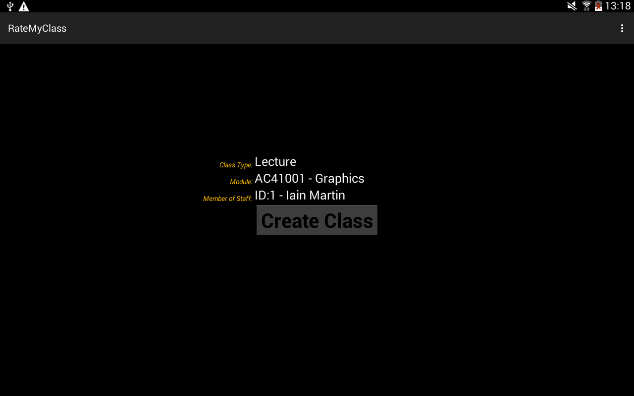 13:18
RateMyClass
Class Type: Lecture
Module: AC41001 - Graphics
Member of Staff: ID:1 - Iain Martin
Create Class